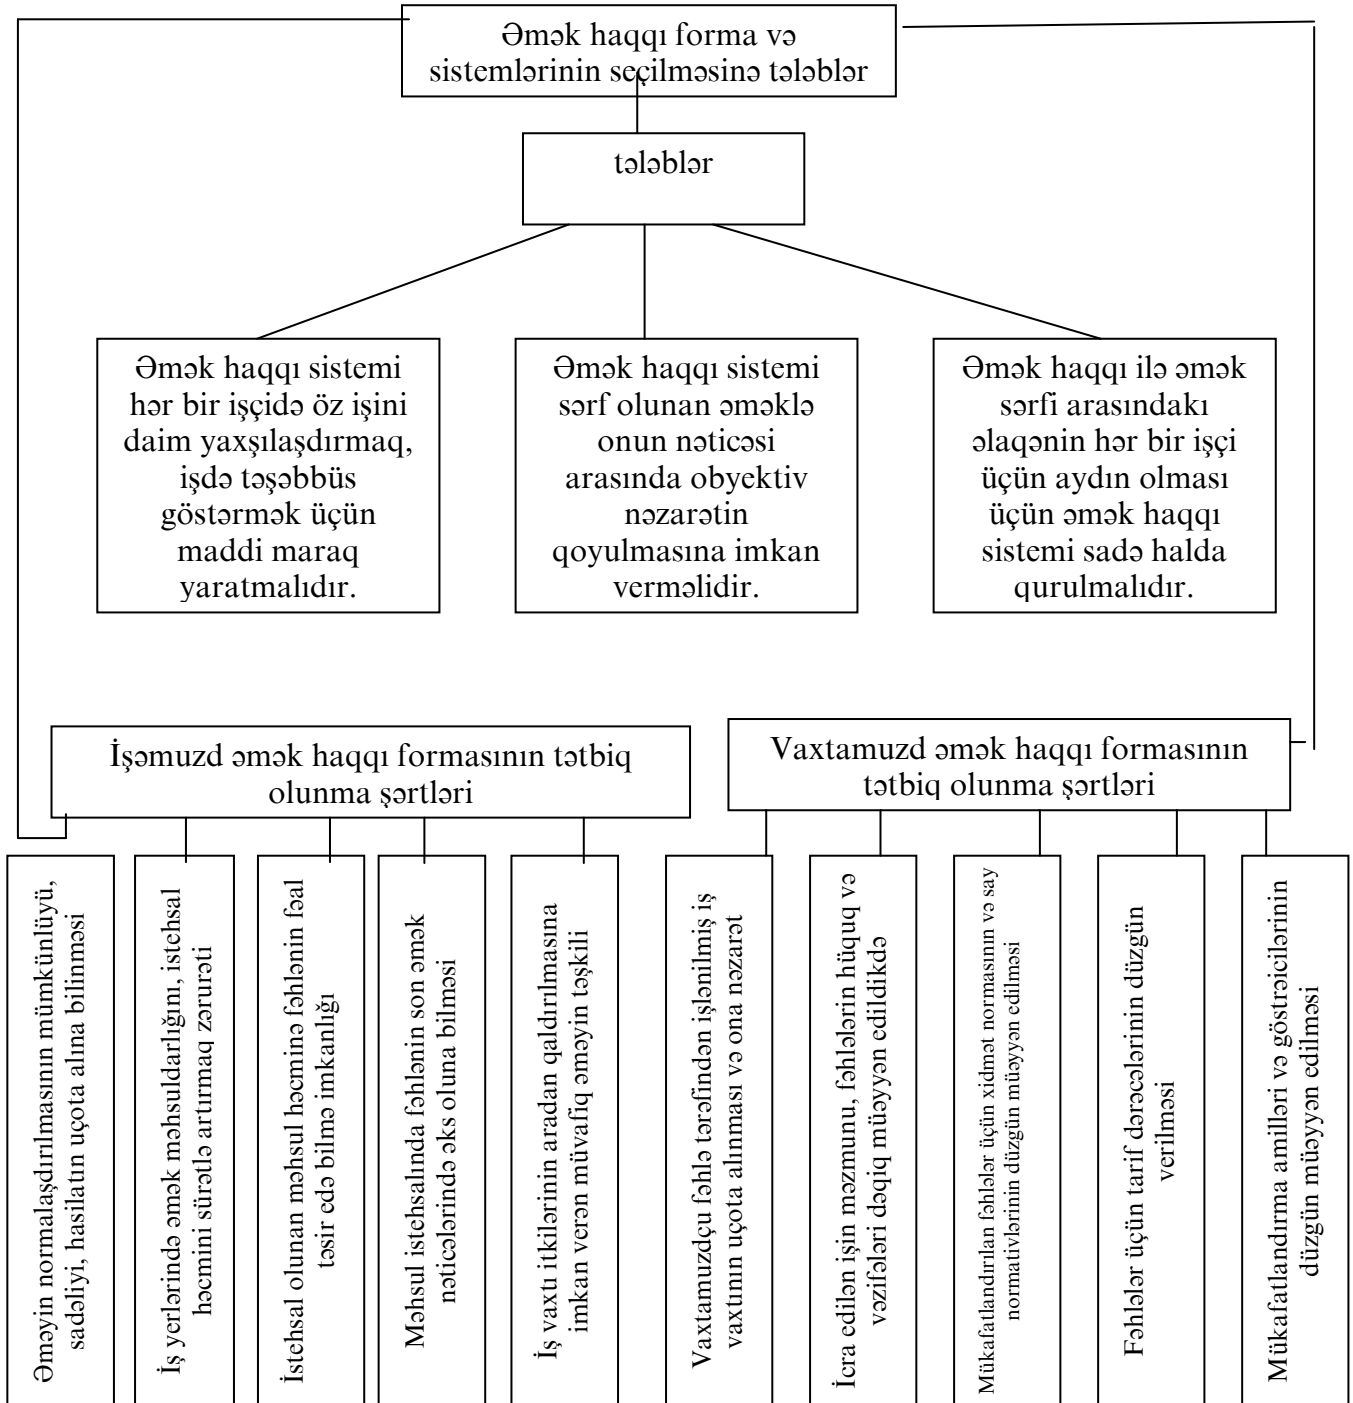 Əmək haqqı forma və
sistemlərinin seçilməsinə tələblər
tələblər
Əmək haqqı sistemi
hər bir işçidə öz işini
daim yaxşılaşdırmaq,
işdə təşəbbüs
göstərmək üçün
maddi maraq
yaratmalıdır.
Əmək haqqı sistemi
sərf olunan əməklə
onun nəticəsi
arasında obyektiv
nəzarətin
qoyulmasına imkan
verməlidir.
Əmək haqqı ilə əmək
sərfi arasındakı
əlaqənin hər bir işçi
üçün aydın olması
üçün əmək haqqı
sistemi sadə halda
qurulmalıdır.
İşəmuzd əmək haqqı formasının tətbiq
olunma şərtləri
Vaxtamuzd əmək haqqı formasının
tətbiq olunma şərtləri
Əməyin normalaşdırılmasının mümkünlüyü,
sadəliyi, hasilatın uçota alına bilinməsi
İş yerlərində əmək məhsuldarlığını, istehsal
həcmini sürətlə artırmaq zərurəti
İstehsal olunan məhsul həcminə fəhlənin fəal
təsir edə bilmə imkanlığı
Məhsul istehsalında fəhlənin son əmək
nəticələrində əks oluna bilməsi
İş vaxtı itkilərinin aradan qaldırılmasına
imkan verən müvafiq əməyin təşkili
Vaxtamuzdçu fəhlə tərəfindən işlənilmiş iş
vaxtının uçota alınması və ona nəzarət
İcra edilən işin məzmunu, fəhlələrin hüquq və
vəzifələri dəqiq müəyyən edildikdə
Mükafatlandırılan fəhlələr üçün xidmət normasının və say
normativlərinin düzgün müəyyən edilməsi
Fəhlələr üçün tarif dərəcələrinin düzgün
verilməsi
Mükafatlandırma amilləri və göstrəicilərinin
düzgün müəyyən edilməsi